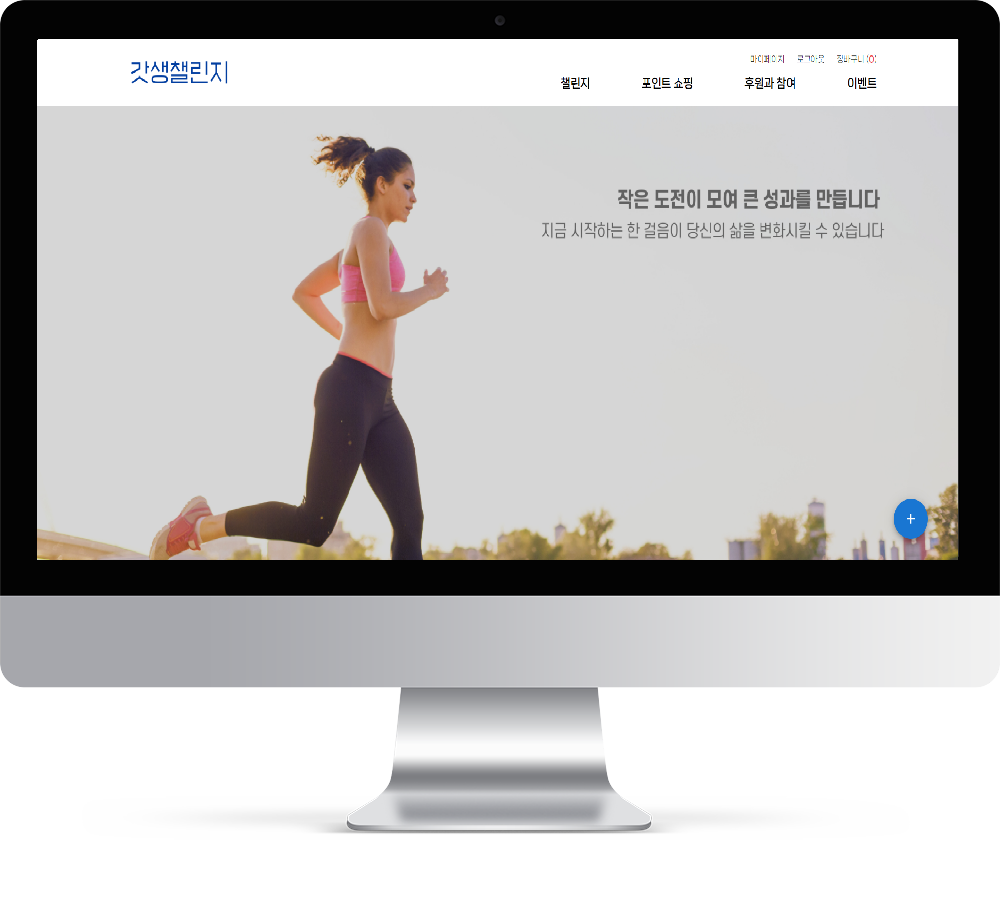 갓생챌린지
마이페이지 로그아웃 장바구니 (0)
챌린지 포인트 쇼핑 후원과 참여 이벤트
작은 도전이 모여 큰 성과를 만듭니다
지금 시작하는 한 걸음이 당신의 삶을 변화시킬 수 있습니다
+